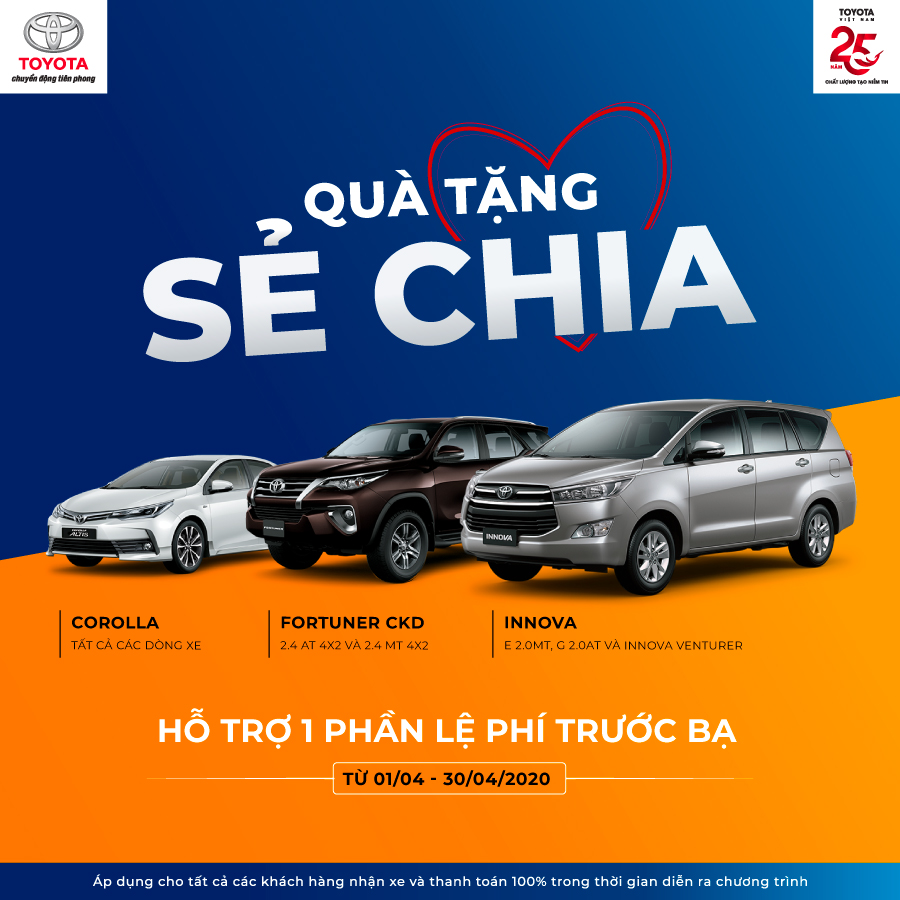 TOYOTA
chuyển động tiên phong
TOYOTA
VIỆT NAM
25
NĂM
CHẤT LƯỢNG TẠO NIỀM TIN
QUÀ TẶNG
SẺ CHIA
COROLLA
ALTIS
FORTUNER
INNOVA
COROLLA
TẤT CẢ CÁC DÒNG XE
FORTUNER CKD
2.4 AT 4X2 VÀ 2.4 MT 4X2
INNOVA
E 2.0MT, G 2.0AT VÀ INNOVA VENTURER
HỖ TRỢ 1 PHẦN LỆ PHÍ TRƯỚC BẠ
TỪ 01/04 - 30/04/2020
Áp dụng cho tất cả các khách hàng nhận xe và thanh toán 100% trong thời gian diễn ra chương trình